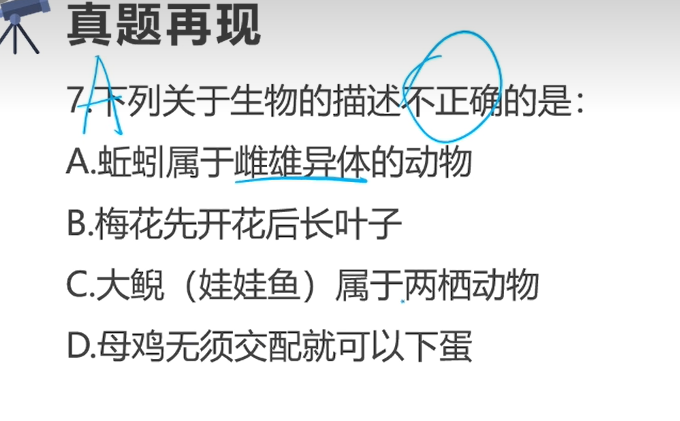 真题再现
A
7.下列关于生物的描述不正确的是：
A.蚯蚓属于雌雄异体的动物
B.梅花先开花后长叶子
C.大鲵（娃娃鱼）属于两栖动物
D.母鸡无须交配就可以下蛋